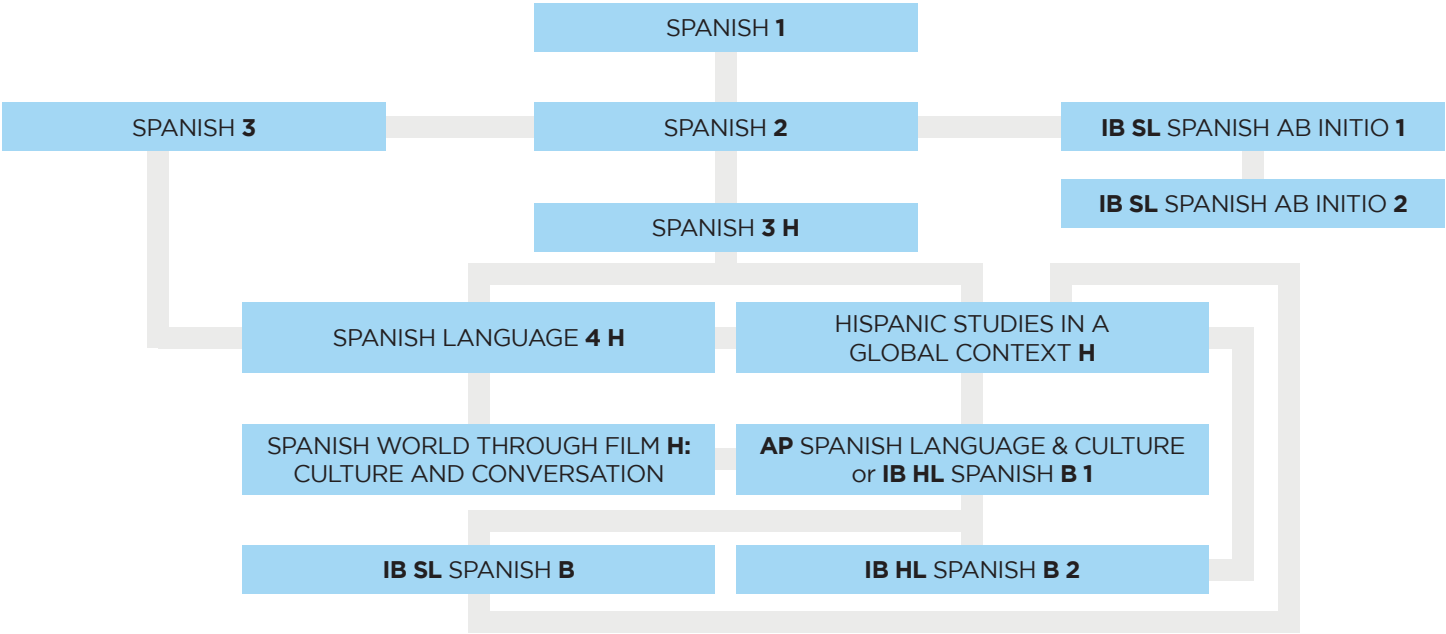 SPANISH 1
SPANISH 3
SPANISH 2
IB SL SPANISH AB INITIO 1
IB SL SPANISH AB INITIO 2
SPANISH 3 H
SPANISH LANGUAGE 4 H
HISPANIC STUDIES IN A
GLOBAL CONTEXT H
SPANISH WORLD THROUGH FILM H:
CULTURE AND CONVERSATION
AP SPANISH LANGUAGE & CULTURE
or IB HL SPANISH B 1
IB SL SPANISH B
IB HL SPANISH B 2